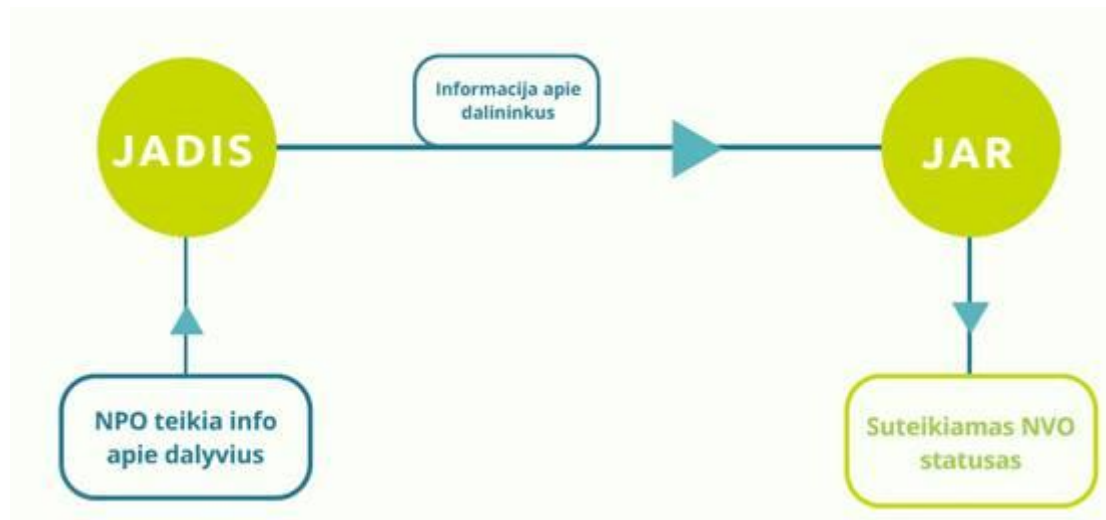 Informacija apie
dalininkus
JADIS
JAR
NPO teikia info
apie dalyvius
Suteikiamas NVO
statusas